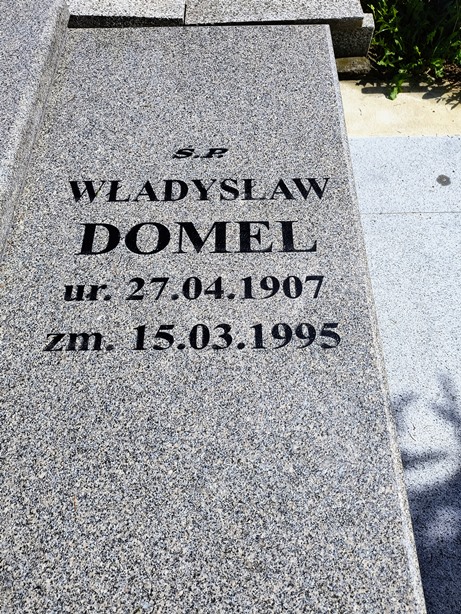 Ś.P.
WŁADYSŁAW
DOMEL
ur. 27.04.1907
zm. 15.03.1995